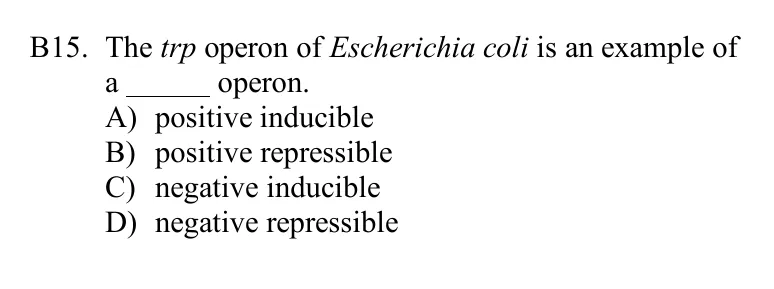 B15. The trp operon of Escherichia coli is an example of
a ______ operon.
A) positive inducible
B) positive repressible
C) negative inducible
D) negative repressible